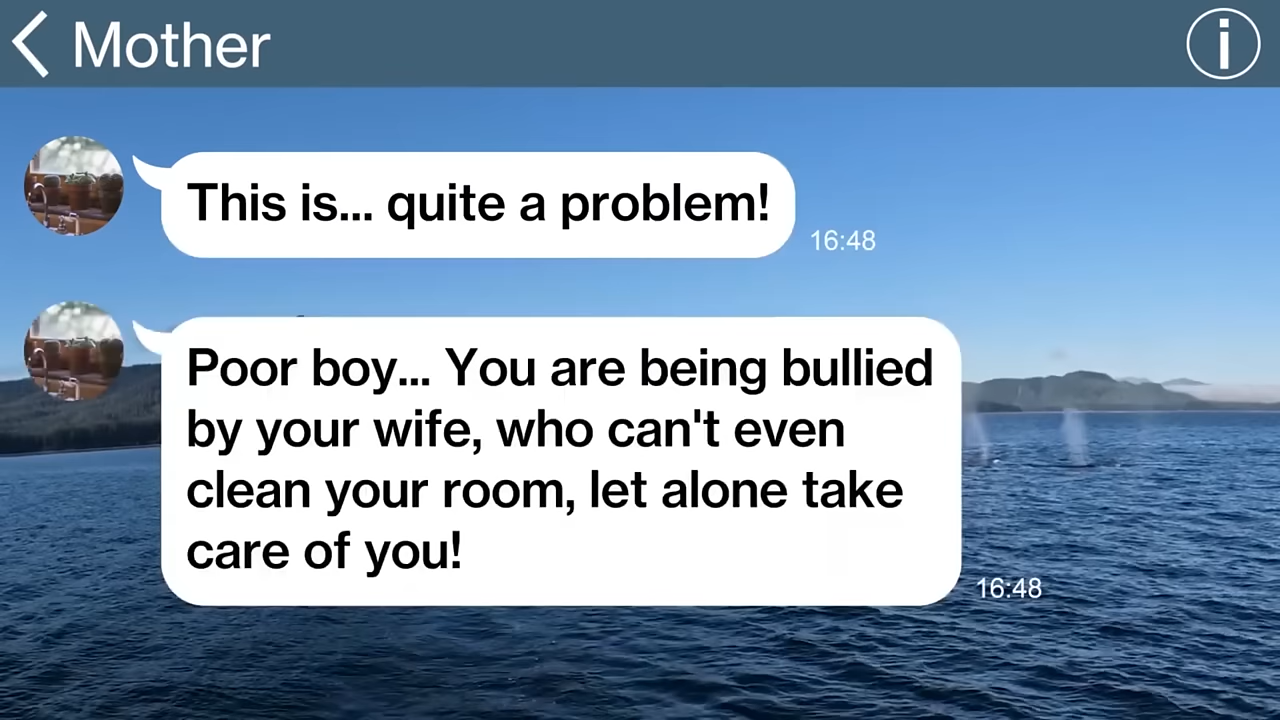 Mother
i
This is... quite a problem!
16:48
Poor boy... You are being bullied
by your wife, who can't even
clean your room, let alone take
care of you!
16:48